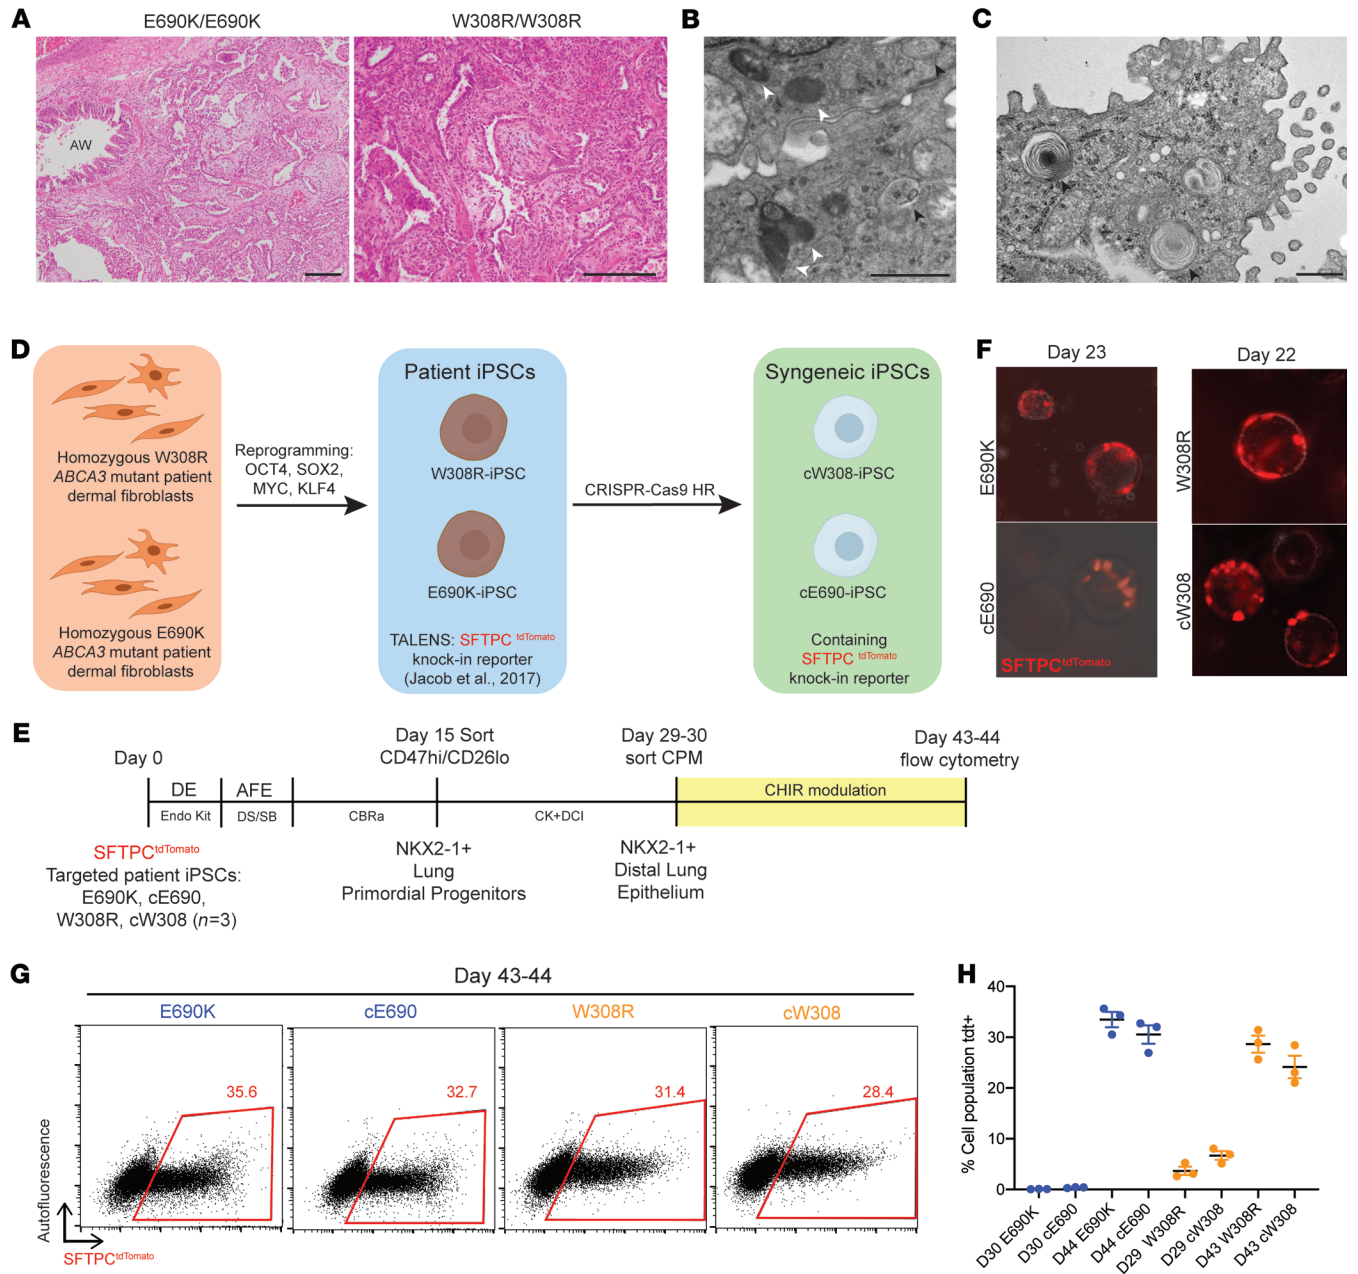 A
E690K/E690K
W308R/W308R
AW
B
C
D
Homozygous W308R
ABCA3 mutant patient
dermal fibroblasts
Homozygous E690K
ABCA3 mutant patient
dermal fibroblasts
Reprogramming:
OCT4, SOX2,
MYC, KLF4
Patient iPSCs
W308R-iPSC
E690K-iPSC
TALENS: SFTPC tdTomato
knock-in reporter
(Jacob et al., 2017)
CRISPR-Cas9 HR
Syngeneic iPSCs
cW308-iPSC
cE690-iPSC
Containing
SFTPC tdTomato
knock-in reporter
F
Day 23
Day 22
E690K
W308R
cE690
cW308
SFTPCtdTomato
E
Day 0
Day 15 Sort
CD47hi/CD26lo
Day 29-30
sort CPM
Day 43-44
flow cytometry
DE
AFE
CHIR modulation
Endo Kit
DS/SB
CBRa
CK+DCI
SFTPCtdTomato
Targeted patient iPSCs:
E690K, cE690,
W308R, cW308 (n=3)
NKX2-1+
Lung
Primordial Progenitors
NKX2-1+
Distal Lung
Epithelium
G
Day 43-44
E690K
cE690
W308R
cW308
35.6
32.7
31.4
28.4
Autofluorescence
SFTPCtdTomato
H
% Cell population tdt+
40
30
20
10
0
D30 E690K
D30 cE690
D44 E690K
D44 cE690
D29 W308R
D29 cW308
D43 W308R
D43 cW308